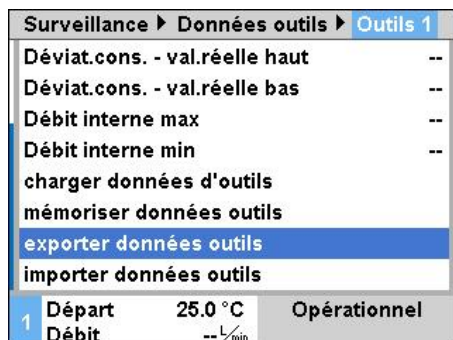 Surveillance ▶ Données outils ▶ Outils 1
Déviat.cons. - val.réelle haut --
Déviat.cons. - val.réelle bas --
Débit interne max --
Débit interne min --
charger données d'outils
mémoriser données outils
exporter données outils
importer données outils
1 Départ 25.0 °C Opérationnel
Débit -- L/min